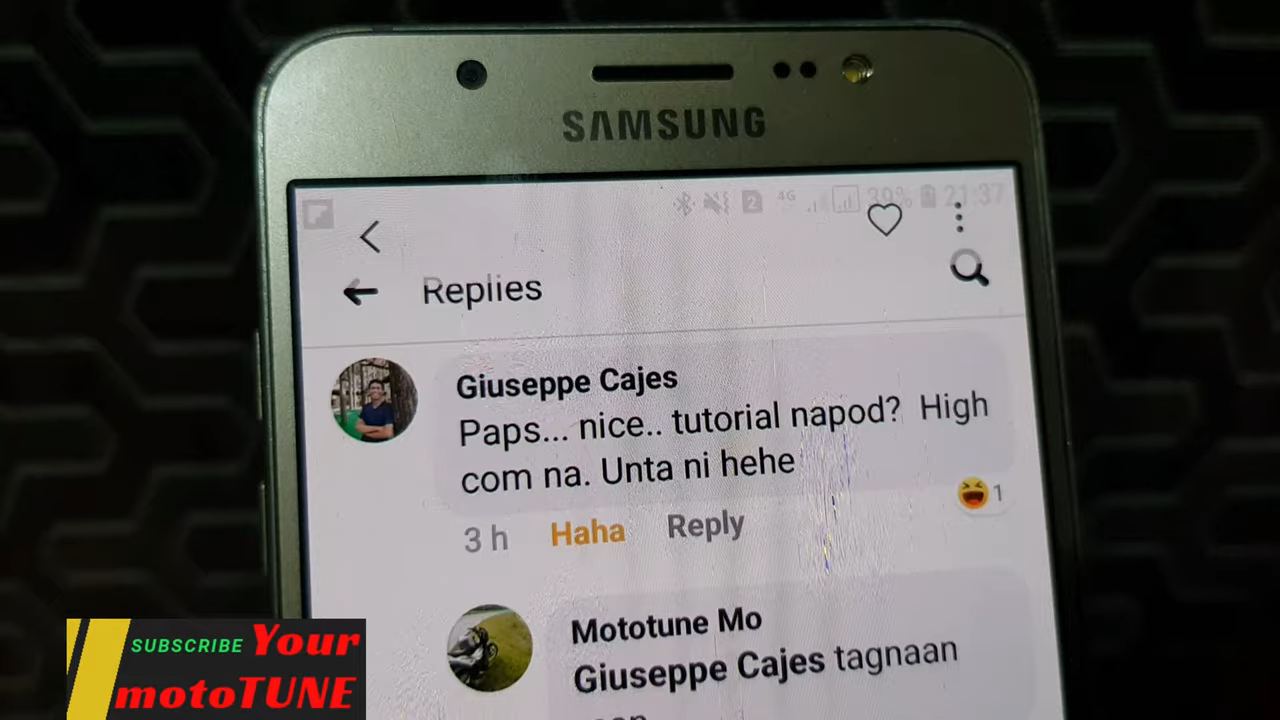 SAMSUNG
2 4G 39% 21:37
Replies
Giuseppe Cajes
Paps... nice.. tutorial napod? High
com na. Unta ni hehe
1
3 h Haha Reply
Mototune Mo
Giuseppe Cajes tagnaan
SUBSCRIBE Your
motoTUNE